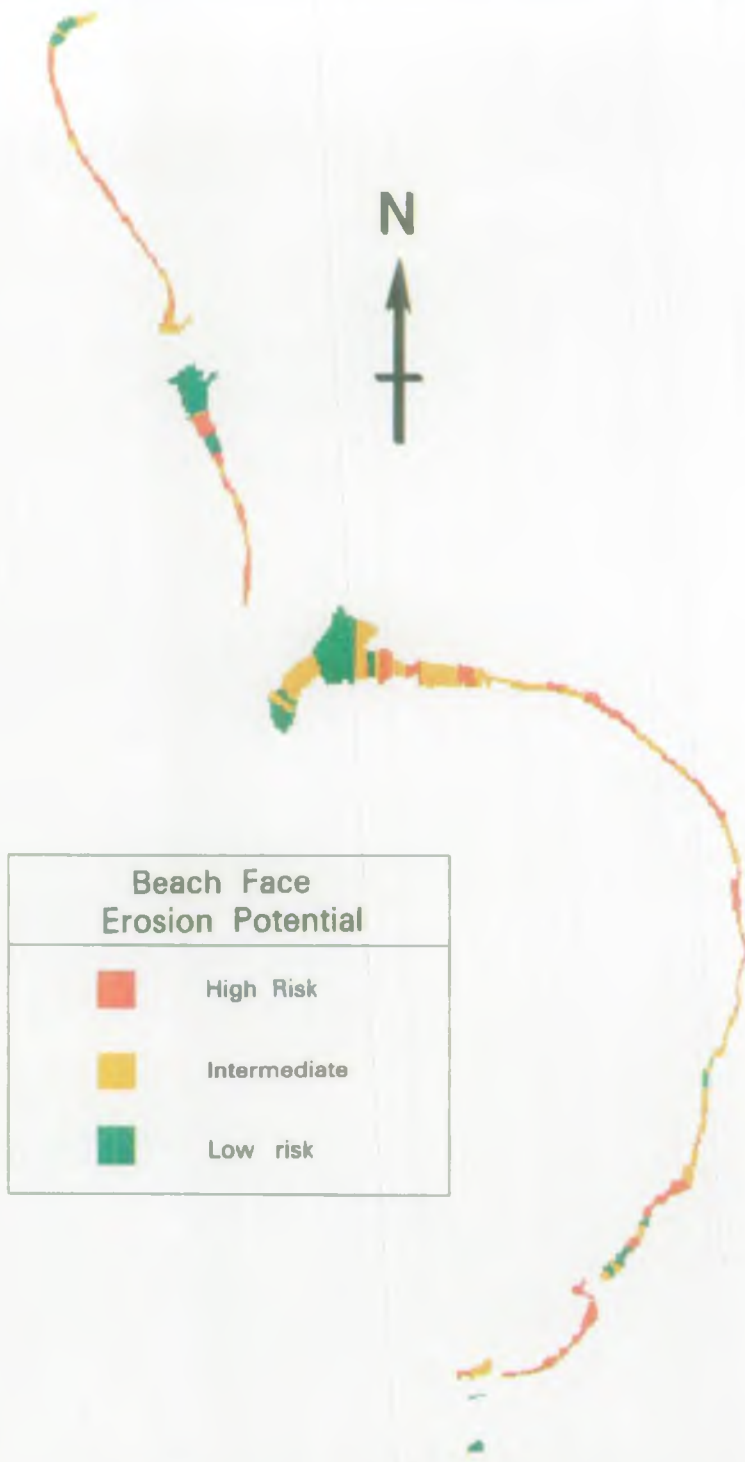 N
Beach Face
Erosion Potential
High Risk
Intermediate
Low risk